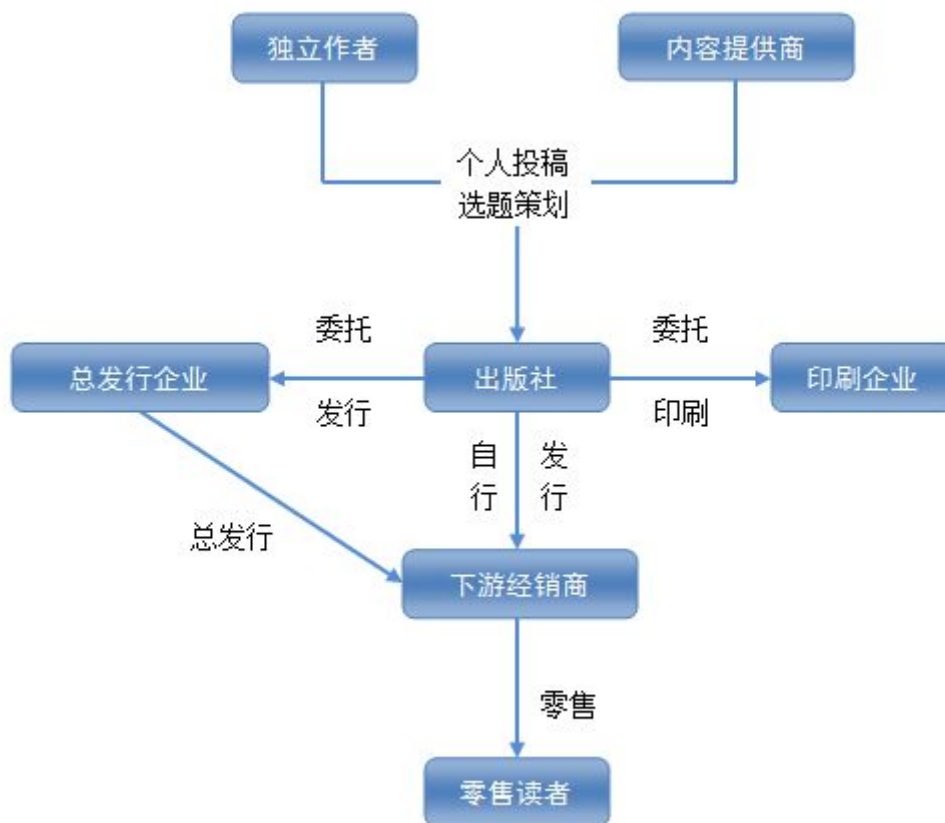 独立作者
内容提供商
个人投稿
选题策划
委托
委托
总发行企业
出版社
印刷企业
发行
印刷
自行
发行
总发行
下游经销商
零售
零售读者